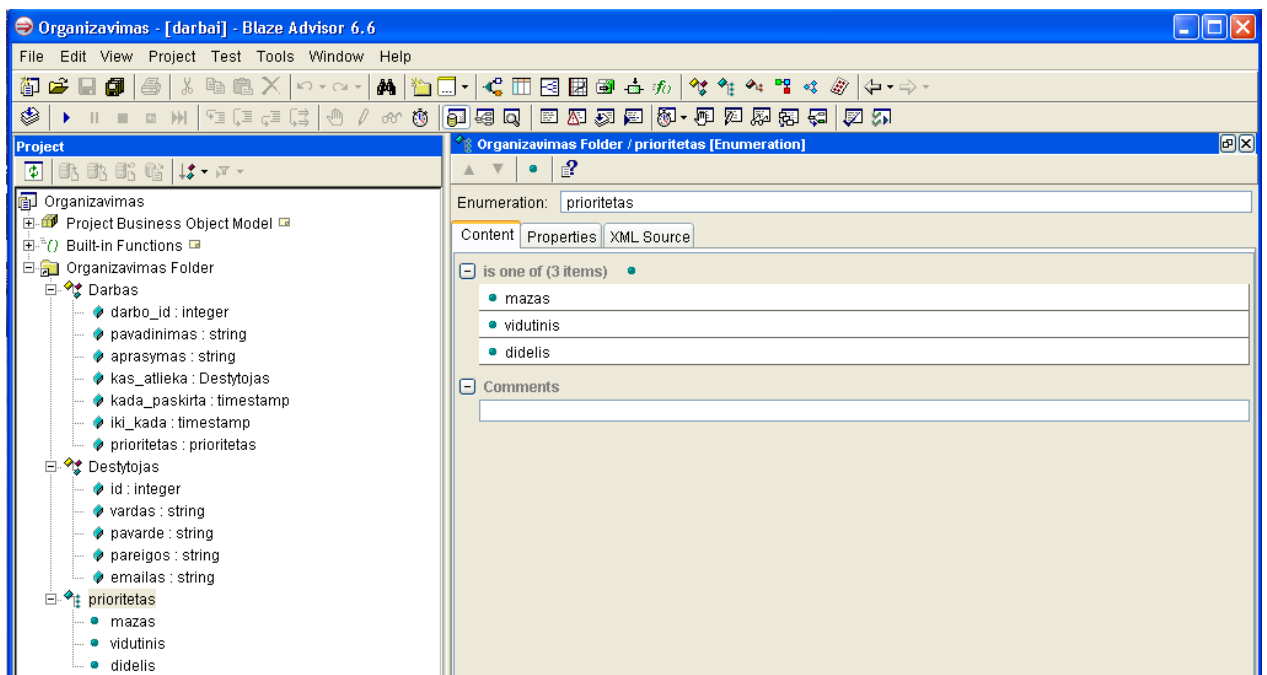 Organizavimas - [darbai] - Blaze Advisor 6.6
File Edit View Project Test Tools Window Help
Project
Organizavimas
Project Business Object Model
Built-in Functions
Organizavimas Folder
Darbas
darbo_id : integer
pavadinimas : string
aprasymas : string
kas_atlieka : Destytojas
kada_paskirta : timestamp
iki_kada : timestamp
prioritetas : prioritetas
Destytojas
id : integer
vardas : string
pavarde : string
pareigos : string
emailas : string
prioritetas
mazas
vidutinis
didelis
Organizavimas Folder / prioritetas [Enumeration]
Enumeration: prioritetas
Content Properties XML Source
is one of (3 items)
mazas
vidutinis
didelis
Comments